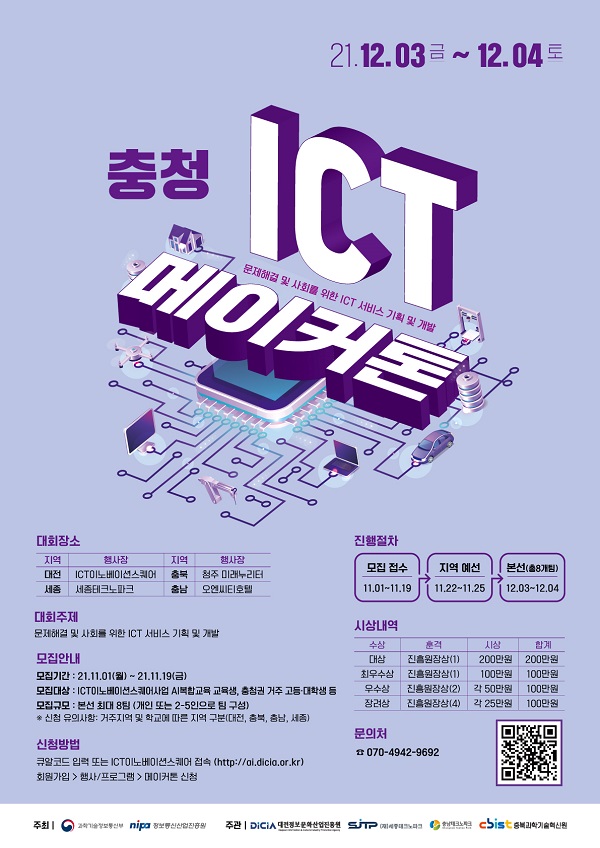 21.12.03 금 ~ 12.04 토
충청
ICT
문제해결 및 사회를 위한 ICT 서비스 기획 및 개발
메이커론
대회장소
지역 행사장 지역 행사장
대전 ICT이노베이션스퀘어 충북 청주 미래누리터
세종 세종테크노파크 충남 오엔씨티호텔
대회주제
문제해결 및 사회를 위한 ICT 서비스 기획 및 개발
모집안내
모집기간 : 21.11.01(월) ~ 21.11.19(금)
모집대상 : ICT이노베이션스퀘어사업 AI복합교육 교육생, 충청권 거주 고등·대학생 등
모집규모 : 본선 최대 8팀 (개인 또는 2-5인으로 팀 구성)
※ 신청 유의사항: 거주지역 및 학교에 따른 지역 구분(대전, 충북, 충남, 세종)
신청방법
큐알코드 입력 또는 ICT이노베이션스퀘어 접속 (http://ai.dicia.or.kr)
회원가입 > 행사/프로그램 > 메이커톤 신청
진행절차
모집 접수 지역 예선 본선(총8개팀)
11.01~11.19 11.22~11.25 12.03~12.04
시상내역
수상 훈격 시상 합계
대상 진흥원장상(1) 200만원 200만원
최우수상 진흥원장상(1) 100만원 100만원
우수상 진흥원장상(2) 각 50만원 100만원
장려상 진흥원장상(4) 각 25만원 100만원
문의처
☎ 070-4942-9692
주최 | 과학기술정보통신부 nipa 정보통신산업진흥원 주관 | DiCiA 대전정보문화산업진흥원 SJTP (재)세종테크노파크 충남테크노파크 cbist 충북과학기술혁신원